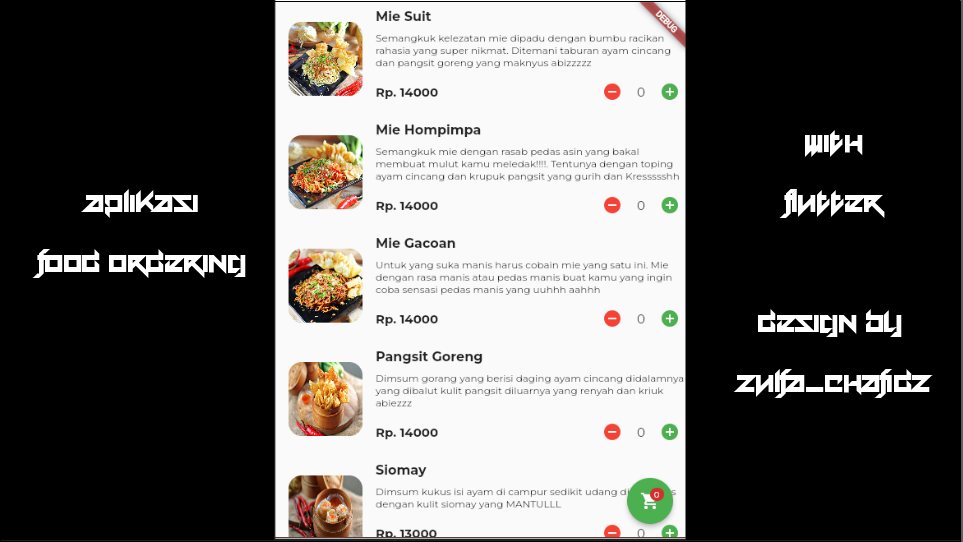 aplikasi
food ordering
DEBUG
Mie Suit
Semangkuk kelezatan mie dipadu dengan bumbu racikan
rahasia yang super nikmat. Ditemani taburan ayam cincang
dan pangsit goreng yang maknyus abizzzzz
Rp. 14000
0
Mie Hompimpa
Semangkuk mie dengan rasab pedas asin yang bakal
membuat mulut kamu meledak!!!!. Tentunya dengan toping
ayam cincang dan krupuk pangsit yang gurih dan Kressssshh
Rp. 14000
0
Mie Gacoan
Untuk yang suka manis harus cobain mie yang satu ini. Mie
dengan rasa manis atau pedas manis buat kamu yang ingin
coba sensasi pedas manis yang uuhhh aahhh
Rp. 14000
0
Pangsit Goreng
Dimsum gorang yang berisi daging ayam cincang didalamnya
yang dibalut kulit pangsit diluarnya yang renyah dan kriuk
abiezzz
Rp. 14000
0
Siomay
Dimsum kukus isi ayam di campur sedikit udang
dengan kulit siomay yang MANTULLL
Rp. 13000
0
0
with
flutter
design by
zulfa_chafidz